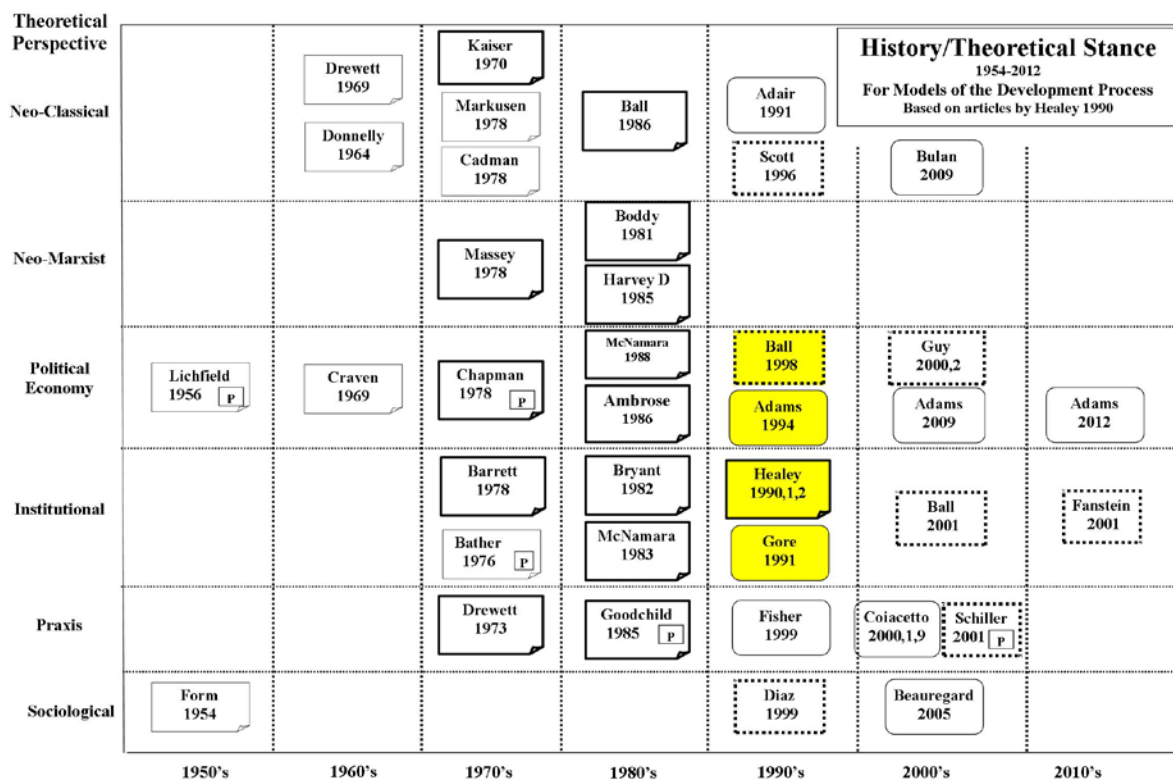 Theoretical
Perspective
History/Theoretical Stance
1954-2012
For Models of the Development Process
Based on articles by Healey 1990
Neo-Classical
Drewett
1969
Donnelly
1964
Kaiser
1970
Markusen
1978
Cadman
1978
Ball
1986
Adair
1991
Scott
1996
Bulan
2009
Neo-Marxist
Massey
1978
Boddy
1981
Harvey D
1985
Political
Economy
Lichfield
1956
P
Craven
1969
Chapman
1978
P
McNamara
1988
Ambrose
1986
Ball
1998
Adams
1994
Guy
2000,2
Adams
2009
Adams
2012
Institutional
Barrett
1978
Bather
1976
P
Bryant
1982
McNamara
1983
Healey
1990,1,2
Gore
1991
Ball
2001
Fanstein
2001
Praxis
Drewett
1973
Goodchild
1985
P
Fisher
1999
Coiacetto
2000,1,9
Schiller
2001
P
Sociological
Form
1954
Diaz
1999
Beauregard
2005
1950's
1960's
1970's
1980's
1990's
2000's
2010's